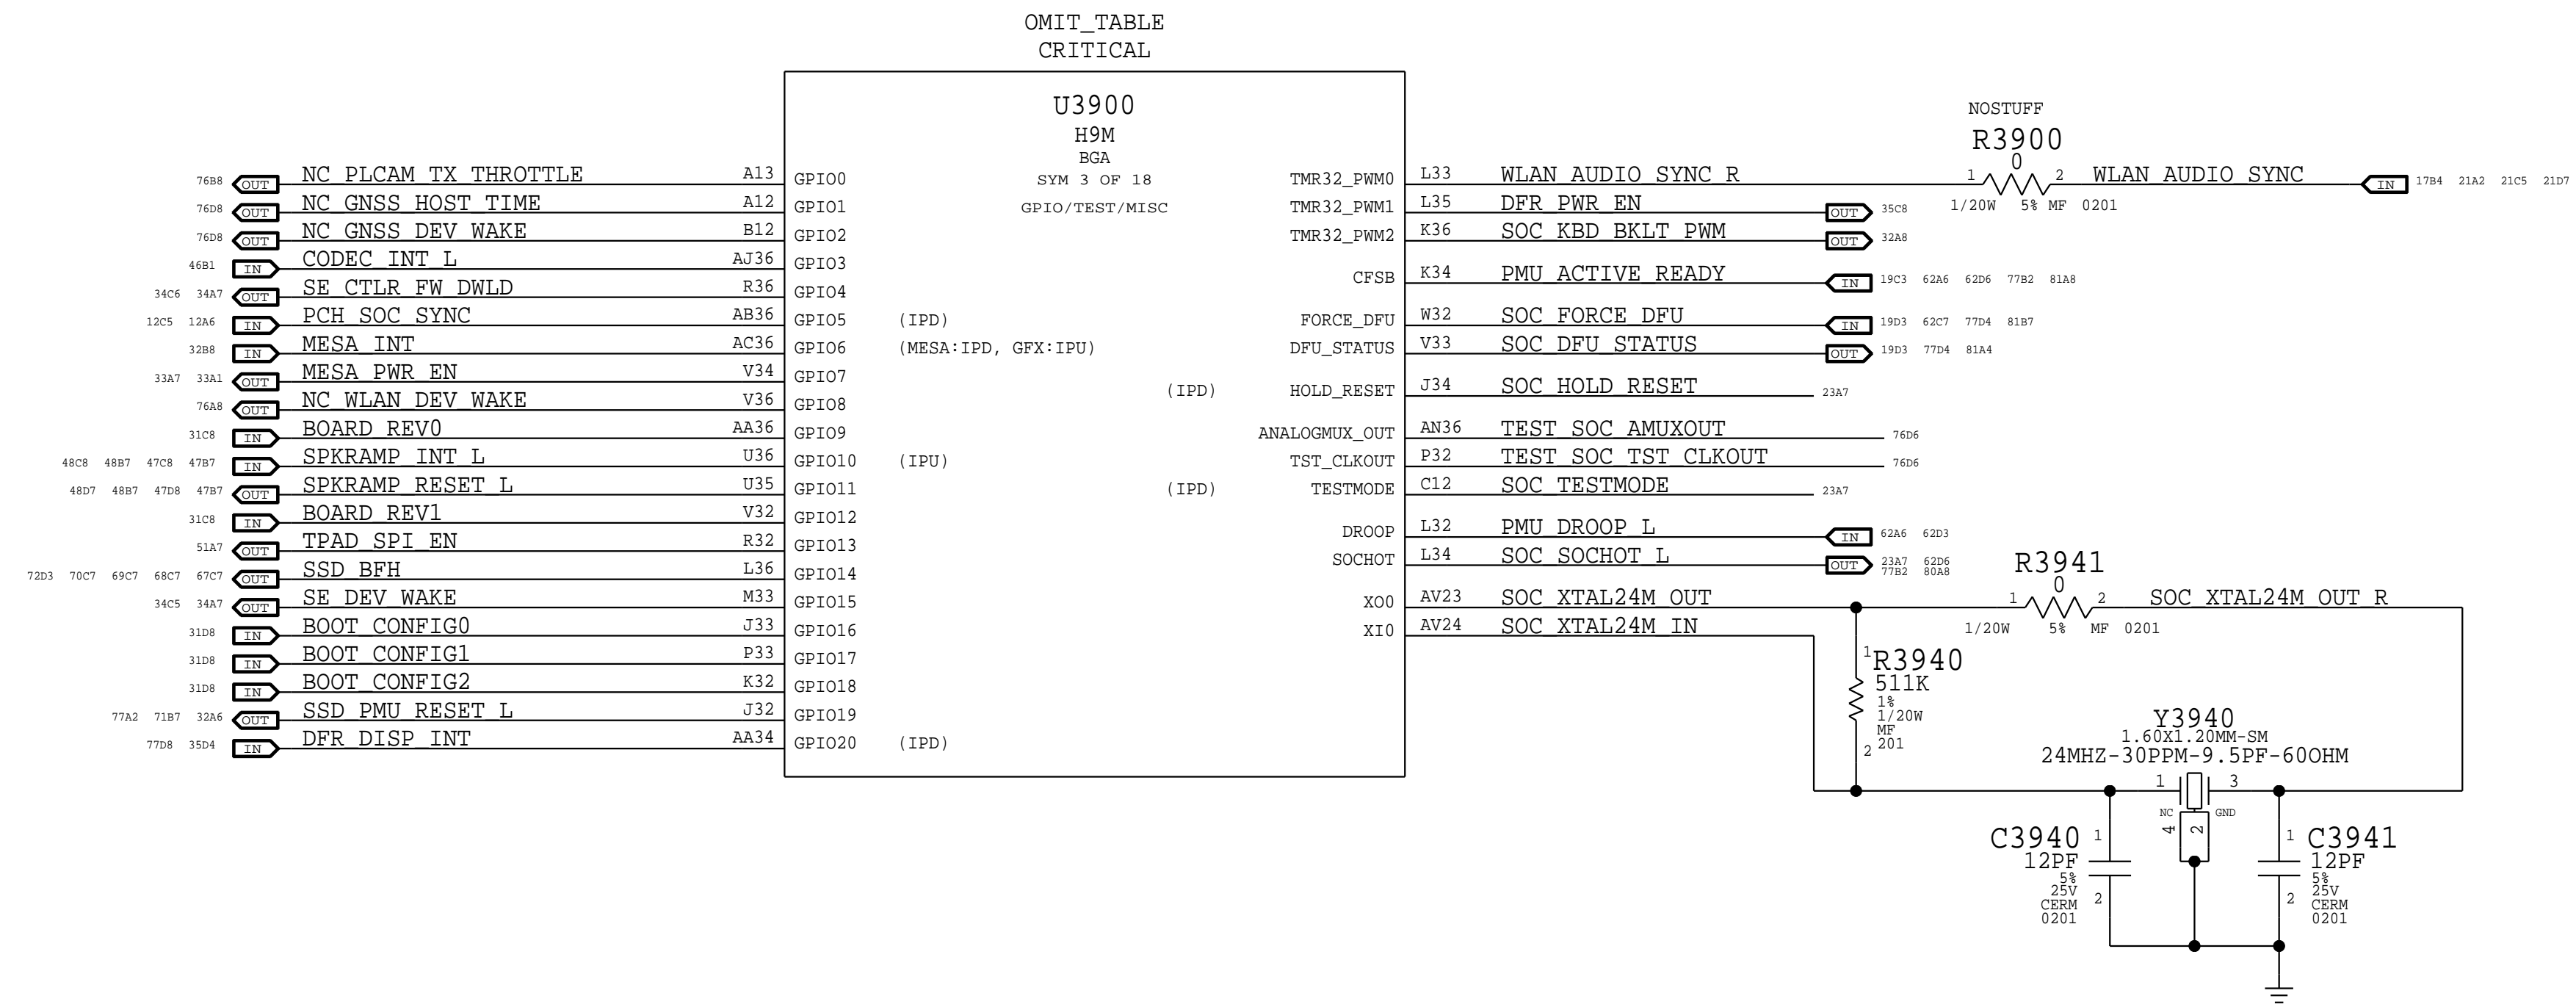 OMIT_TABLE
CRITICAL
U3900
H9M
BGA
SYM 3 OF 18
GPIO/TEST/MISC
76B8 OUT NC_PLCAM_TX_THROTTLE A13 GPIO0
76D8 OUT NC_GNSS_HOST_TIME A12 GPIO1
76D8 OUT NC_GNSS_DEV_WAKE B12 GPIO2
46B1 IN CODEC_INT_L AJ36 GPIO3
34C6 34A7 OUT SE_CTLR_FW_DWLD R36 GPIO4
12C5 12A6 IN PCH_SOC_SYNC AB36 GPIO5 (IPD)
32B8 IN MESA_INT AC36 GPIO6 (MESA:IPD, GFX:IPU)
33A7 33A1 OUT MESA_PWR_EN V34 GPIO7
76A8 OUT NC_WLAN_DEV_WAKE V36 GPIO8
31C8 IN BOARD_REV0 AA36 GPIO9
48C8 48B7 47C8 47B7 IN SPKRAMP_INT_L U36 GPIO10 (IPU)
48D7 48B7 47D8 47B7 OUT SPKRAMP_RESET_L U35 GPIO11
31C8 IN BOARD_REV1 V32 GPIO12
51A7 OUT TPAD_SPI_EN R32 GPIO13
72D3 70C7 69C7 68C7 67C7 OUT SSD_BFH L36 GPIO14
34C5 34A7 OUT SE_DEV_WAKE M33 GPIO15
31D8 IN BOOT_CONFIG0 J33 GPIO16
31D8 IN BOOT_CONFIG1 P33 GPIO17
31D8 IN BOOT_CONFIG2 K32 GPIO18
77A2 71B7 32A6 OUT SSD_PMU_RESET_L J32 GPIO19
77D8 35D4 IN DFR_DISP_INT AA34 GPIO20 (IPD)
NOSTUFF
R3900
0
TMR32_PWM0 L33 WLAN_AUDIO_SYNC_R 1 2 WLAN_AUDIO_SYNC IN 17B4 21A2 21C5 21D7
1/20W 5% MF 0201
TMR32_PWM1 L35 DFR_PWR_EN OUT 35C8
TMR32_PWM2 K36 SOC_KBD_BKLT_PWM OUT 32A8
CFSB K34 PMU_ACTIVE_READY IN 19C3 62A6 62D6 77B2 81A8
FORCE_DFU W32 SOC_FORCE_DFU IN 19D3 62C7 77D4 81B7
DFU_STATUS V33 SOC_DFU_STATUS OUT 19D3 77D4 81A4
(IPD) HOLD_RESET J34 SOC_HOLD_RESET 23A7
ANALOGMUX_OUT AN36 TEST_SOC_AMUXOUT 76D6
TST_CLKOUT P32 TEST_SOC_TST_CLKOUT 76D6
(IPD) TESTMODE C12 SOC_TESTMODE 23A7
DROOP L32 PMU_DROOP_L IN 62A6 62D3
SOCHOT L34 SOC_SOCHOT_L OUT 23A7 62D6
77B2 80A8
R3941
0
XO0 AV23 SOC_XTAL24M_OUT 1 2 SOC_XTAL24M_OUT_R
1/20W 5% MF 0201
XI0 AV24 SOC_XTAL24M_IN
1 R3940
511K
1%
1/20W
MF
2 201
Y3940
1.60X1.20MM-SM
24MHZ-30PPM-9.5PF-60OHM
1 3
NC GND
4 2
C3940 1
12PF
5%
25V
2
CERM
0201
1 C3941
12PF
5%
25V
2
CERM
0201